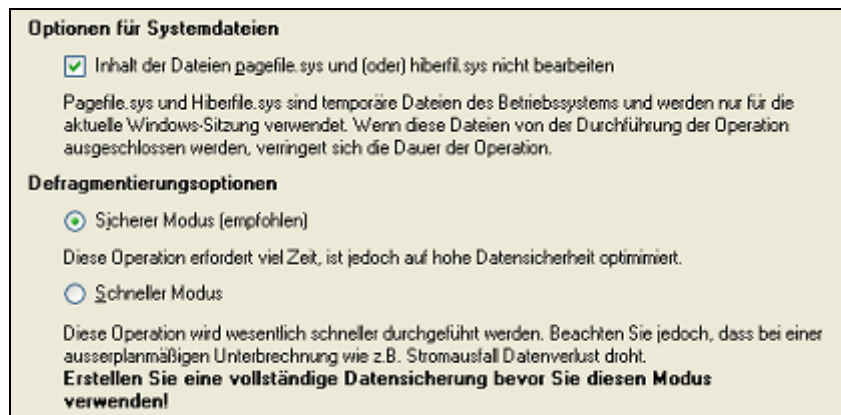 Optionen für Systemdateien
Inhalt der Dateien pagefile.sys und (oder) hiberfil.sys nicht bearbeiten
Pagefile.sys und Hiberfile.sys sind temporäre Dateien des Betriebssystems und werden nur für die
aktuelle Windows-Sitzung verwendet. Wenn diese Dateien von der Durchführung der Operation
ausgeschlossen werden, verringert sich die Dauer der Operation.
Defragmentierungsoptionen
Sicherer Modus (empfohlen)
Diese Operation erfordert viel Zeit, ist jedoch auf hohe Datensicherheit optimimiert.
Schneller Modus
Diese Operation wird wesentlich schneller durchgeführt werden. Beachten Sie jedoch, dass bei einer
ausserplanmäßigen Unterbrechnung wie z.B. Stromausfall Datenverlust droht.
Erstellen Sie eine vollständige Datensicherung bevor Sie diesen Modus
verwenden!